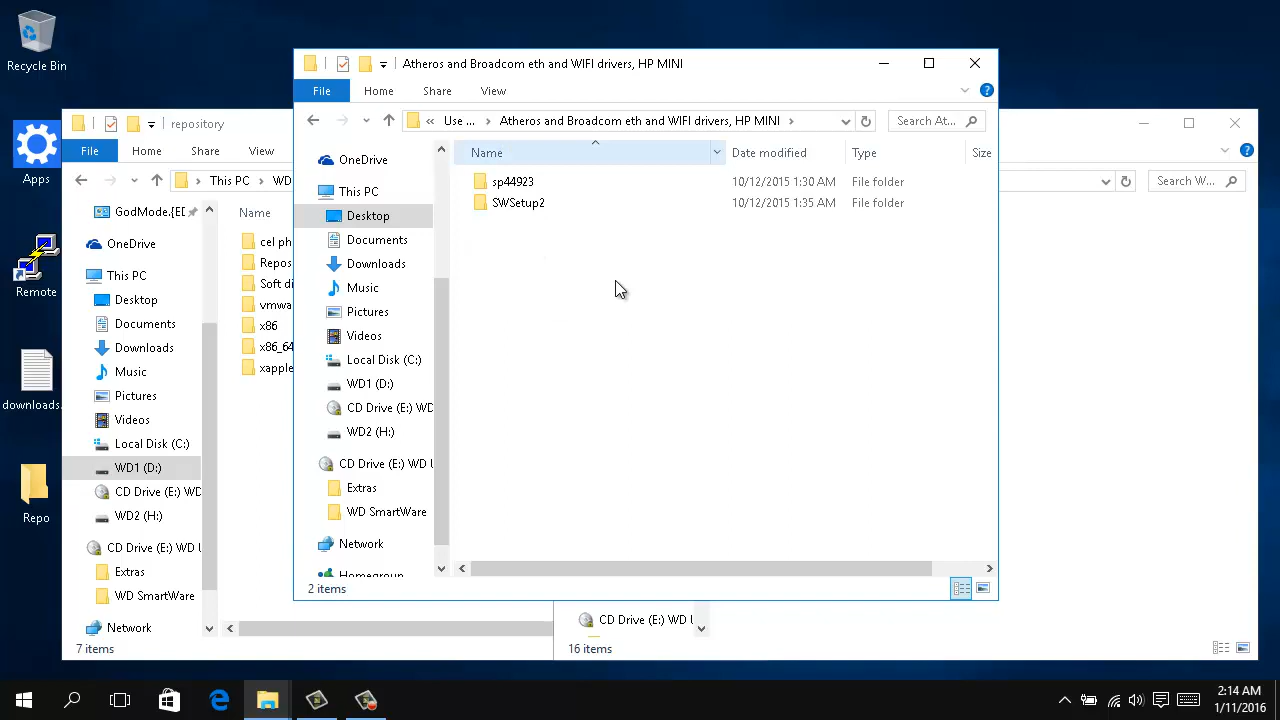 Recycle Bin
Apps
Remote
downloads.
Repo
repository
File
Home
Share
View
This PC
WD
Search W...
GodMode.{ED
OneDrive
This PC
Desktop
Documents
Downloads
Music
Pictures
Videos
Local Disk (C:)
WD1 (D:)
CD Drive (E:) WD
WD2 (H:)
CD Drive (E:) WD U
Extras
WD SmartWare
Network
Name
cel ph
Repos
Soft di
vmwa
x86
x86_64
xapple
7 items
Atheros and Broadcom eth and WIFI drivers, HP MINI
File
Home
Share
View
« Use ... > Atheros and Broadcom eth and WIFI drivers, HP MINI >
Search At...
OneDrive
This PC
Desktop
Documents
Downloads
Music
Pictures
Videos
Local Disk (C:)
WD1 (D:)
CD Drive (E:) WD
WD2 (H:)
CD Drive (E:) WD U
Extras
WD SmartWare
Network
Homegroup
Name Date modified Type Size
sp44923 10/12/2015 1:30 AM File folder
SWSetup2 10/12/2015 1:35 AM File folder
2 items
CD Drive (E:) WD U
16 items
2:14 AM
1/11/2016